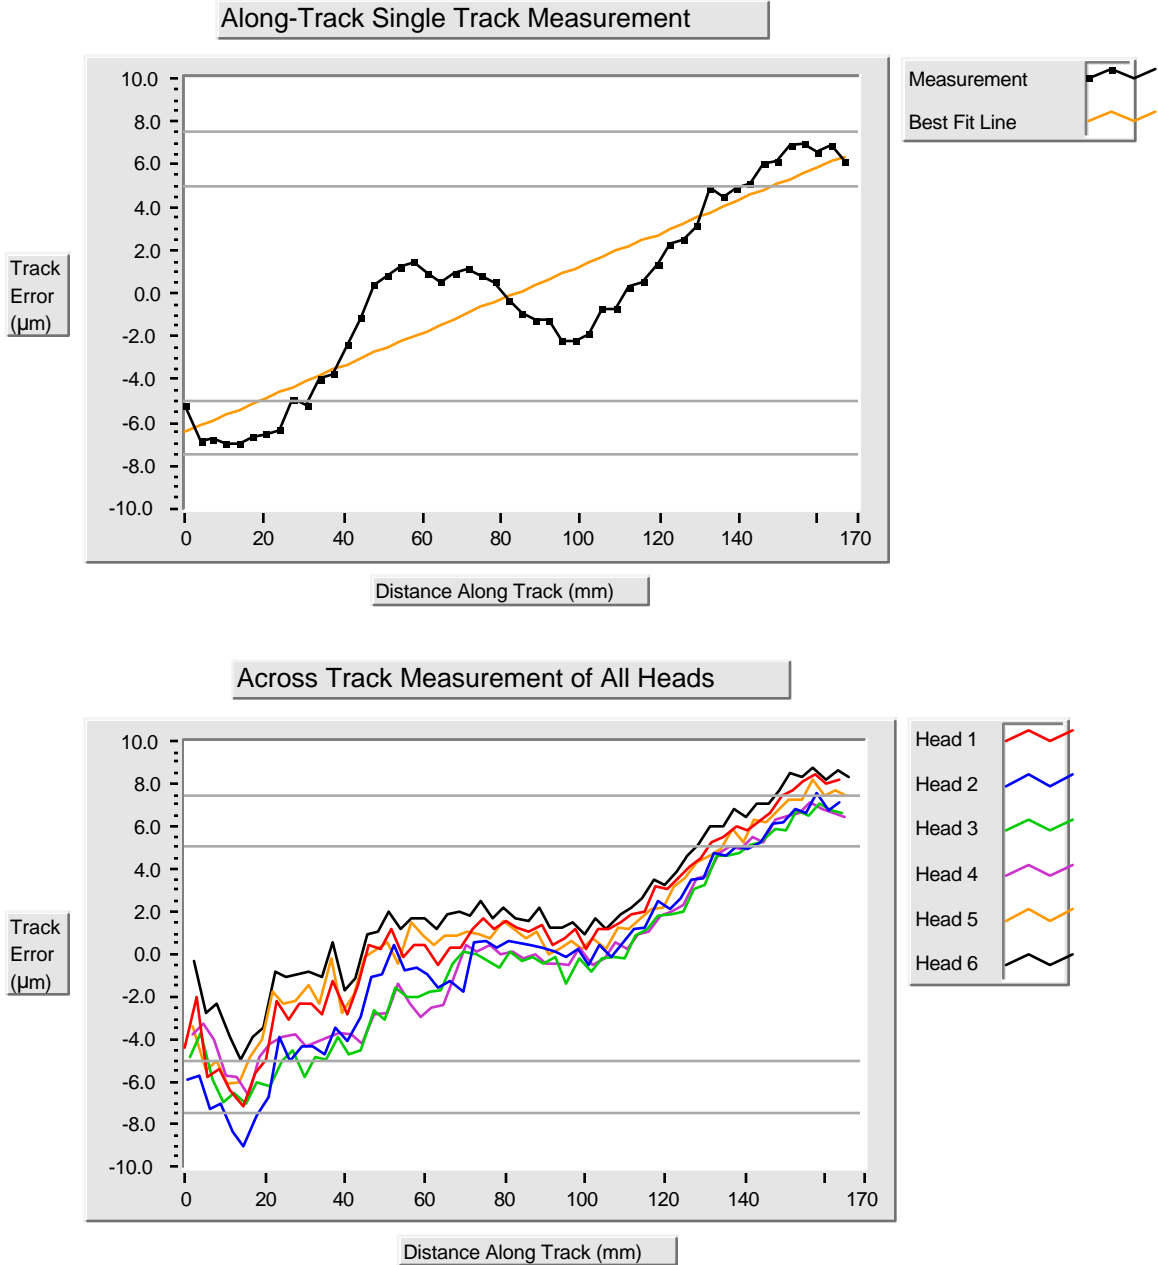 Along-Track Single Track Measurement
10.0
8.0
6.0
4.0
2.0
0.0
-2.0
-4.0
-6.0
-8.0
-10.0
Track
Error
(µm)
0 20 40 60 80 100 120 140 170
Distance Along Track (mm)
Measurement
Best Fit Line
Across Track Measurement of All Heads
10.0
8.0
6.0
4.0
2.0
0.0
-2.0
-4.0
-6.0
-8.0
-10.0
Track
Error
(µm)
0 20 40 60 80 100 120 140 170
Distance Along Track (mm)
Head 1
Head 2
Head 3
Head 4
Head 5
Head 6